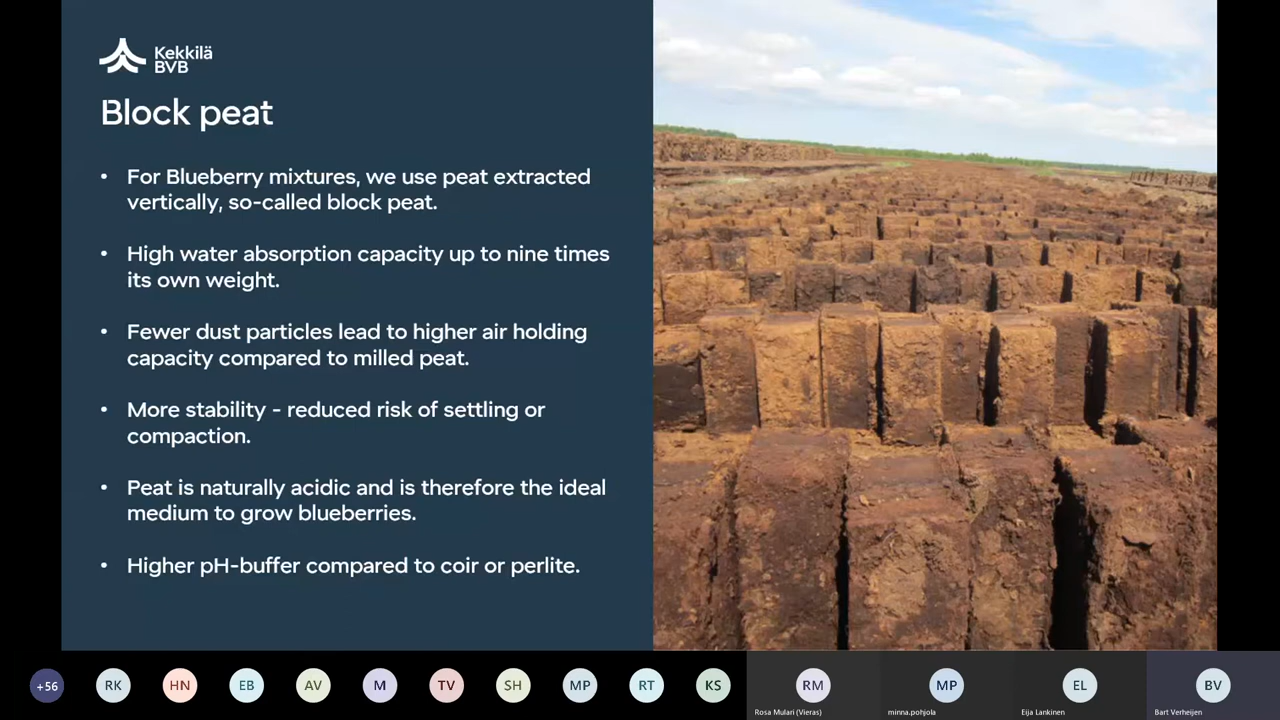 Kekkilä
BVB
Block peat
• For Blueberry mixtures, we use peat extracted
vertically, so-called block peat.
• High water absorption capacity up to nine times
its own weight.
• Fewer dust particles lead to higher air holding
capacity compared to milled peat.
• More stability - reduced risk of settling or
compaction.
• Peat is naturally acidic and is therefore the ideal
medium to grow blueberries.
• Higher pH-buffer compared to coir or perlite.
+56 RK HN EB AV M TV SH MP RT KS RM MP EL BV
Rosa Mulari (Vieras) minna.pohjola Eija Lankinen Bart Verheijen